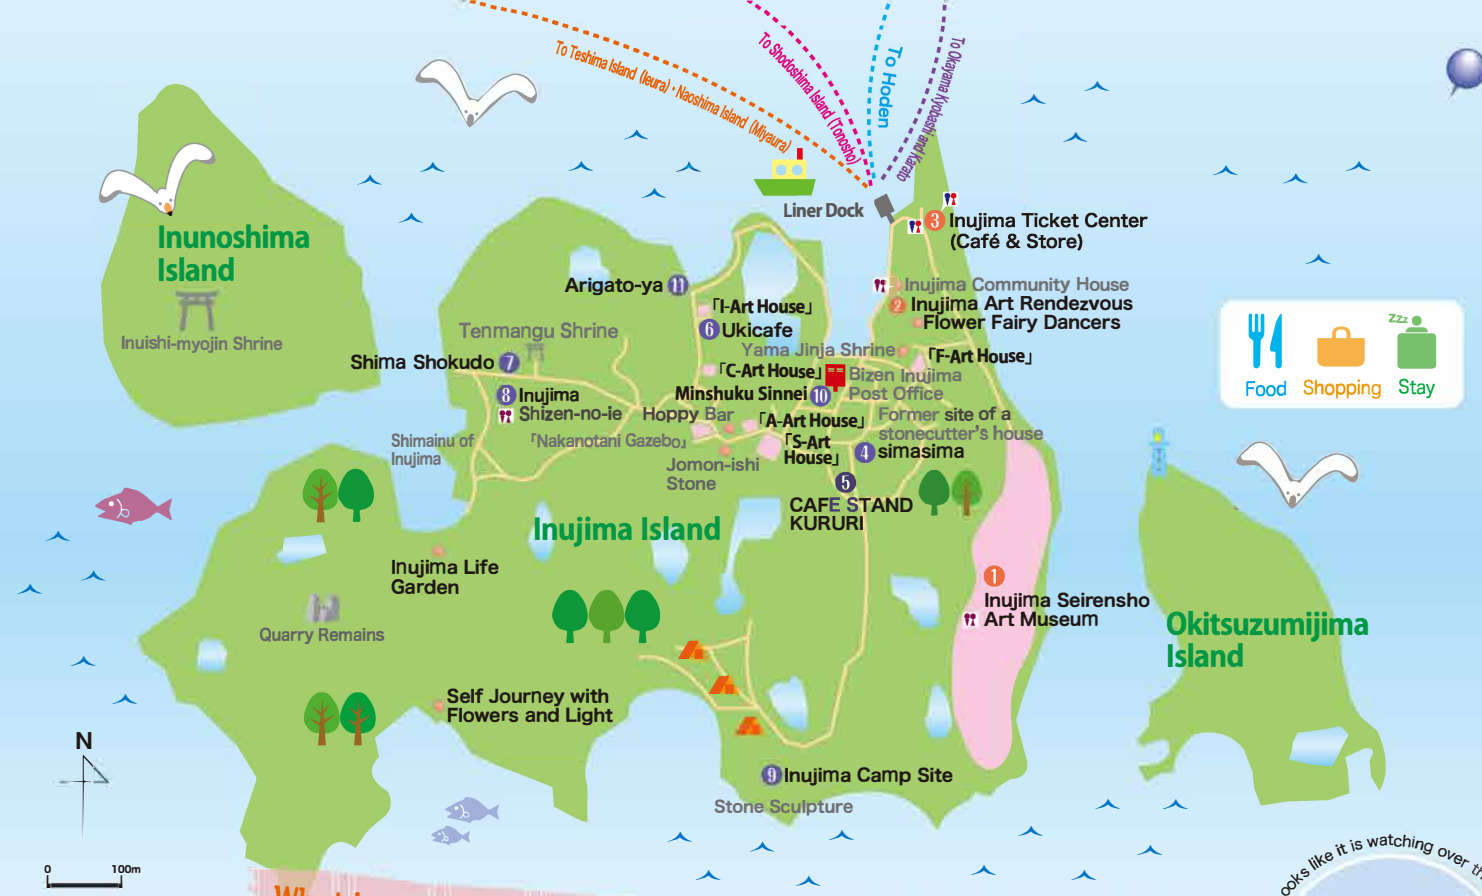 To Teshima Island (Ieura)・Naoshima Island (Miyaura)
To Shodoshima Island (Tonosho)
To Hoden
To Okayama Kyobashi and Karato
Liner Dock
3 Inujima Ticket Center
(Café & Store)
Inunoshima
Island
Inuishi-myojin Shrine
Arigato-ya 11
Inujima Community House
2 Inujima Art Rendezvous
Flower Fairy Dancers
「I-Art House」
6 Ukicafe
Tenmangu Shrine
Yama Jinja Shrine
「F-Art House」
Shima Shokudo 7
「C-Art House」
Bizen Inujima
Post Office
Minshuku Sinnei 10
8 Inujima
Shizen-no-ie
Hoppy Bar
「A-Art House」
Former site of a
stonecutter's house
Shimainu of
Inujima
「Nakanotani Gazebo」
「S-Art
House」
4 simasima
Jomon-ishi
Stone
5
CAFE STAND
KURURI
Inujima Island
Inujima Life
Garden
Quarry Remains
1
Inujima Seirensho
Art Museum
Okitsuzumijima
Island
Self Journey with
Flowers and Light
9 Inujima Camp Site
Stone Sculpture
zzz
Food
Shopping
Stay
N
0 100m
ooks like it is watching over th